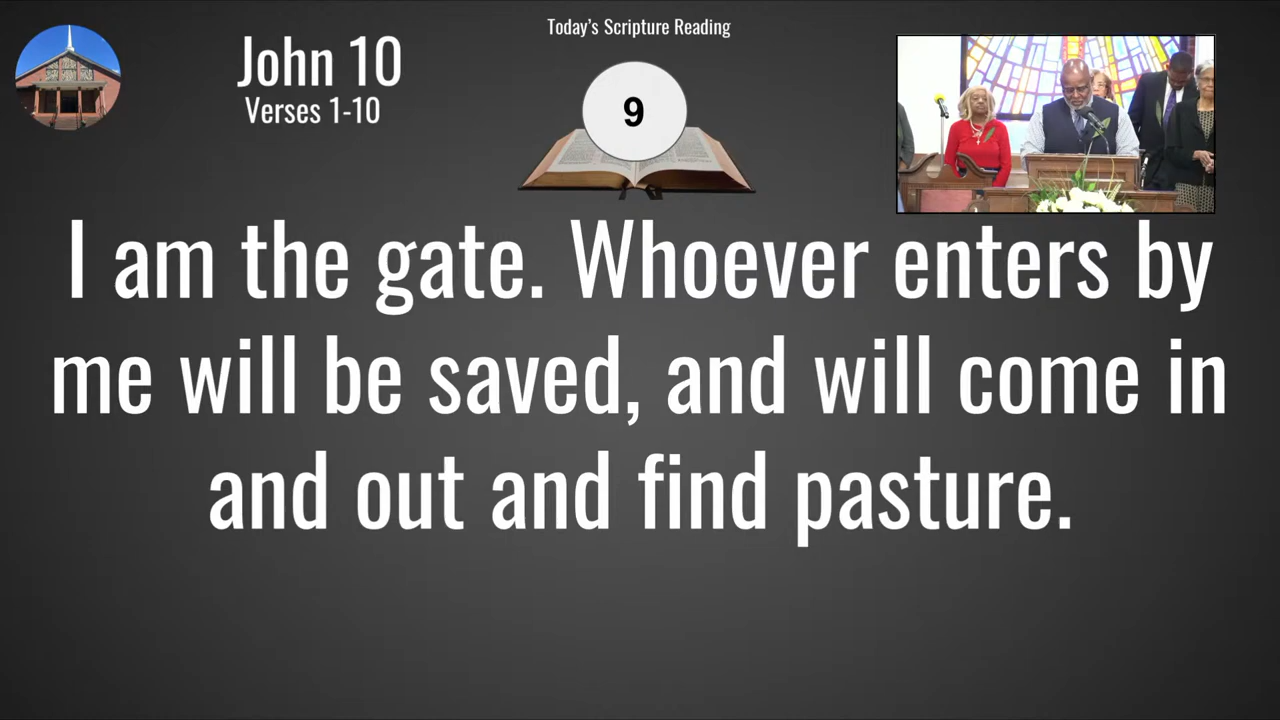 Today's Scripture Reading
John 10
Verses 1-10
9
I am the gate. Whoever enters by
me will be saved, and will come in
and out and find pasture.